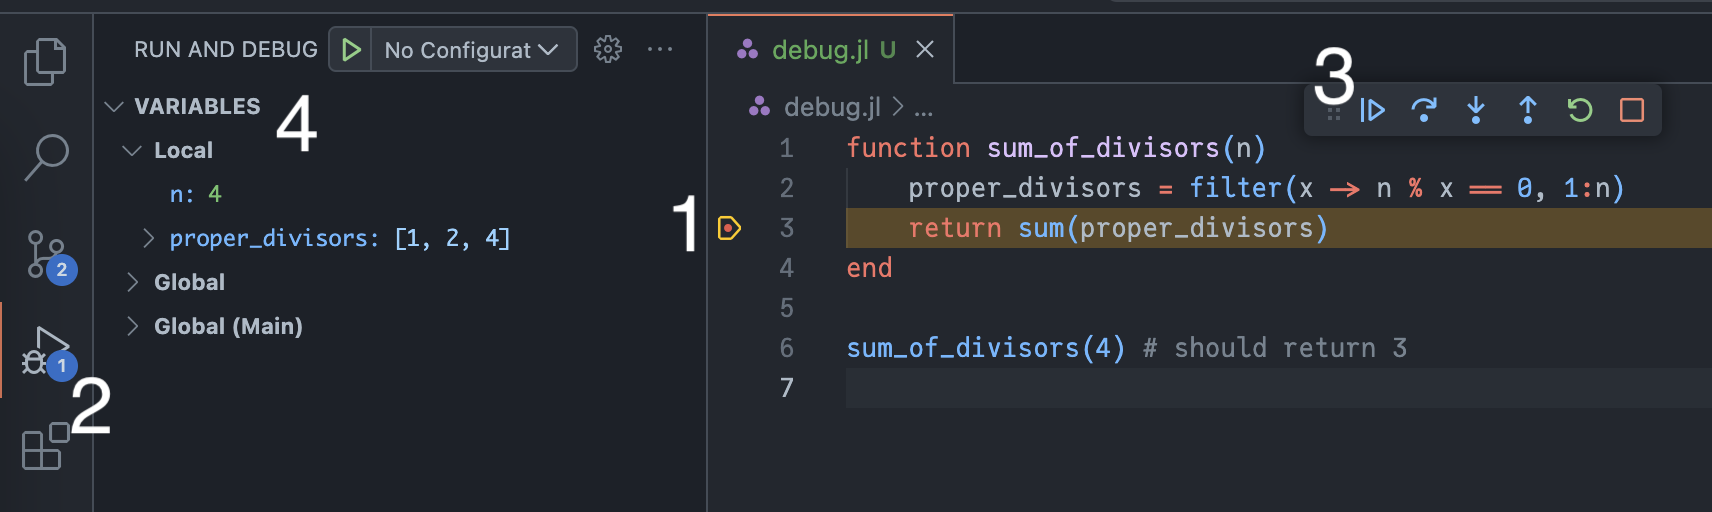 RUN AND DEBUG No Configurat
VARIABLES
4
Local
n: 4
proper_divisors: [1, 2, 4]
Global
Global (Main)
2
1
2
debug.jl U
debug.jl > ...
3
1
1 function sum_of_divisors(n)
2 proper_divisors = filter(x → n % x == 0, 1:n)
3 return sum(proper_divisors)
4 end
5
6 sum_of_divisors(4) # should return 3
7